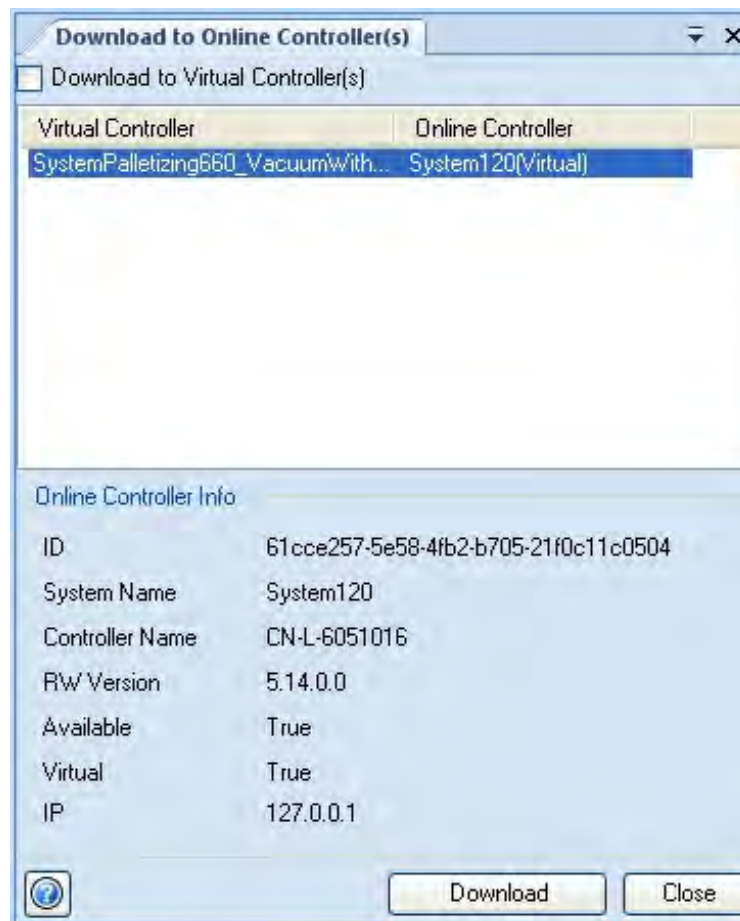 Download to Online Controller(s)
Download to Virtual Controller(s)
Virtual Controller Online Controller
SystemPalletizing660_VacuumWith... System120(Virtual)
Online Controller Info
ID 61cce257-5e58-4fb2-b705-21f0c11c0504
System Name System120
Controller Name CN-L-6051016
RW Version 5.14.0.0
Available True
Virtual True
IP 127.0.0.1
Download Close